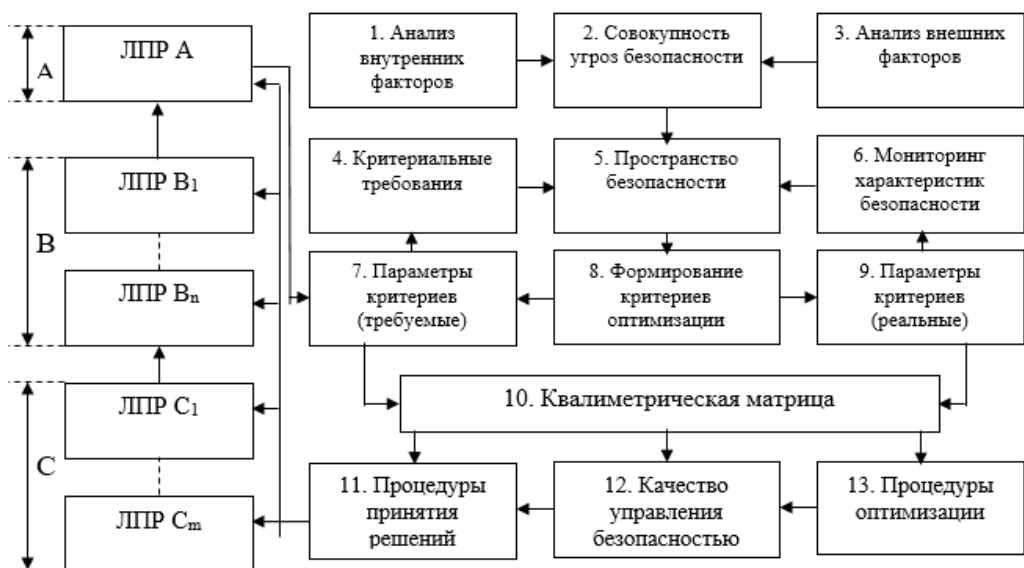 A
ЛПР А
B
ЛПР В1
ЛПР Вn
C
ЛПР С1
ЛПР Сm
1. Анализ
внутренних
факторов
2. Совокупность
угроз безопасности
3. Анализ внешних
факторов
4. Критериальные
требования
5. Пространство
безопасности
6. Мониторинг
характеристик
безопасности
7. Параметры
критериев
(требуемые)
8. Формирование
критериев
оптимизации
9. Параметры
критериев
(реальные)
10. Квалиметрическая матрица
11. Процедуры
принятия
решений
12. Качество
управления
безопасностью
13. Процедуры
оптимизации